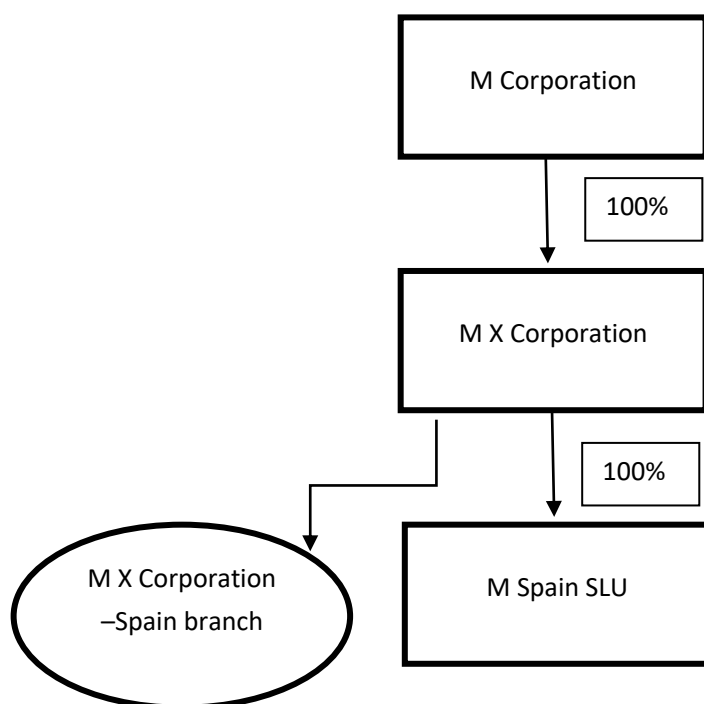 M Corporation
100%
M X Corporation
100%
M X Corporation
–Spain branch
M Spain SLU